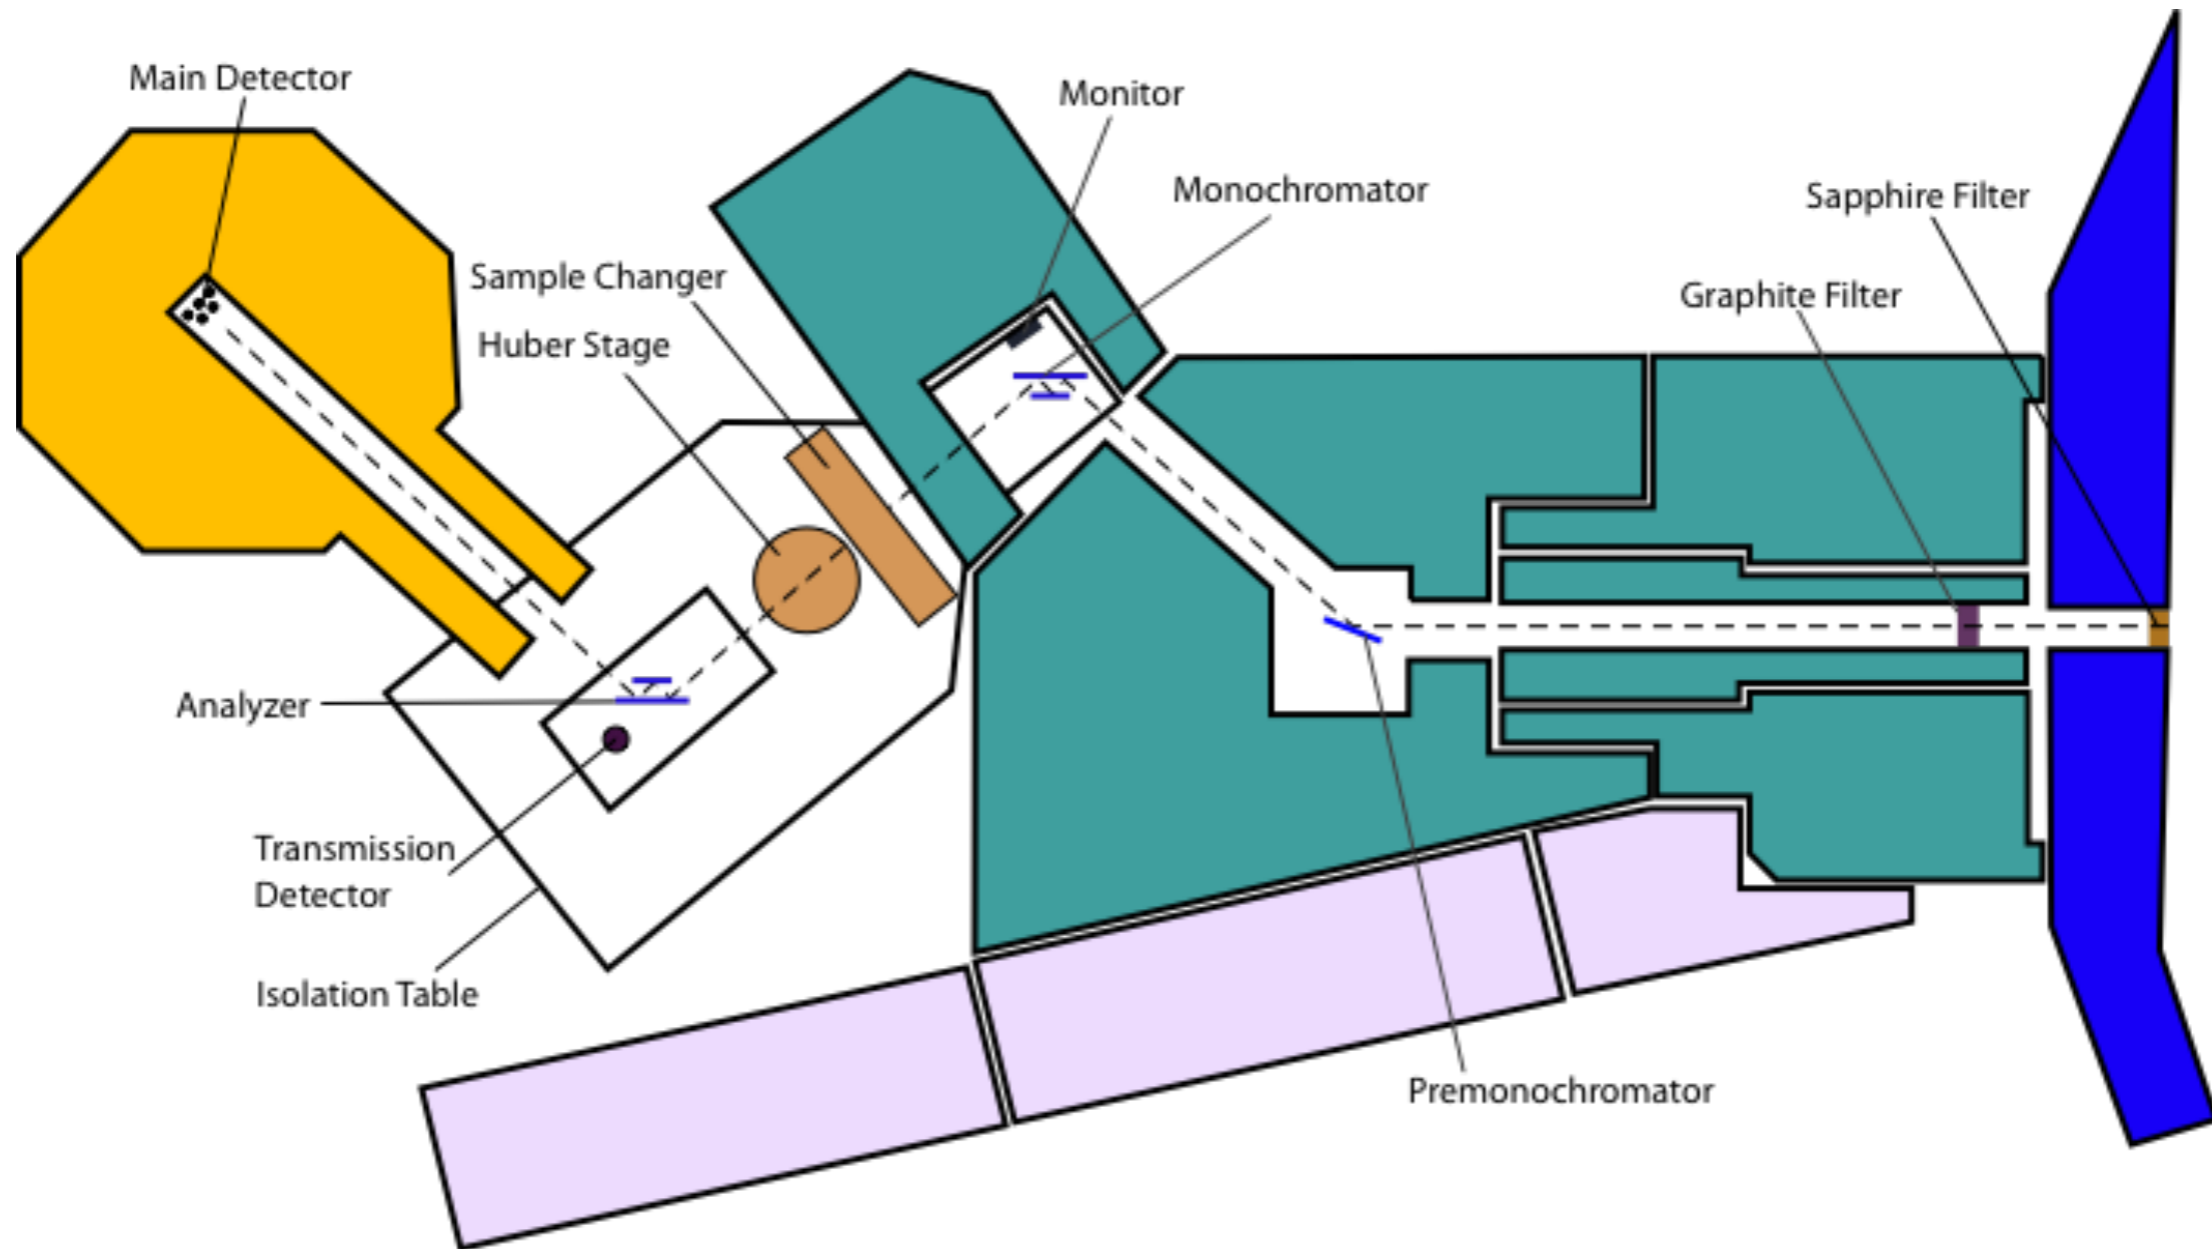 Main Detector
Monitor
Monochromator
Sapphire Filter
Sample Changer
Graphite Filter
Huber Stage
Analyzer
Transmission
Detector
Isolation Table
Premonochromator